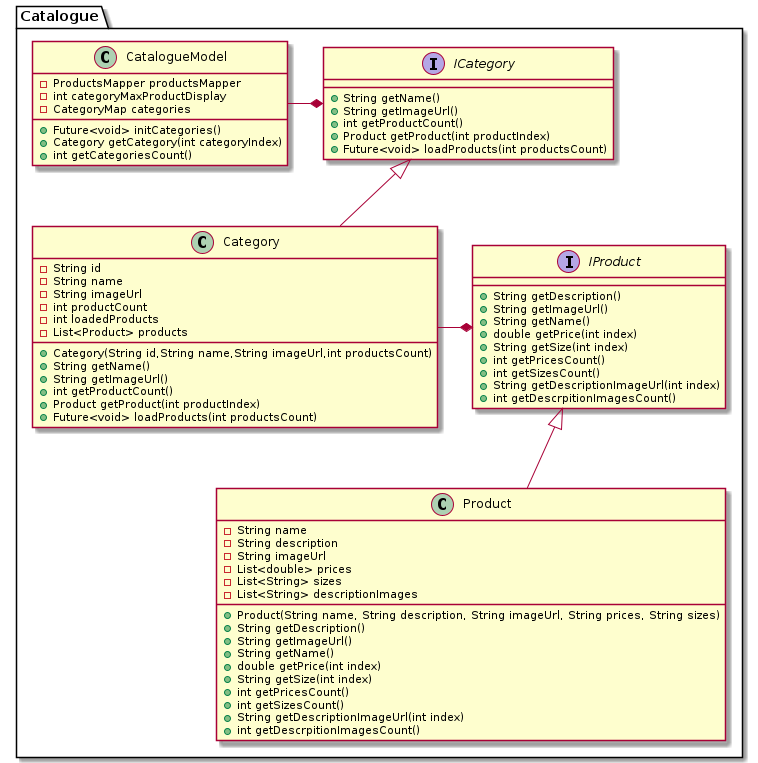 Catalogue
C CatalogueModel
ProductsMapper productsMapper
int categoryMaxProductDisplay
CategoryMap categories
Future<void> initCategories()
Category getCategory(int categoryIndex)
int getCategoriesCount()
I ICategory
String getName()
String getImageUrl()
int getProductCount()
Product getProduct(int productIndex)
Future<void> loadProducts(int productsCount)
C Category
String id
String name
String imageUrl
int productCount
int loadedProducts
List<Product> products
Category(String id,String name,String imageUrl,int productsCount)
String getName()
String getImageUrl()
int getProductCount()
Product getProduct(int productIndex)
Future<void> loadProducts(int productsCount)
I IProduct
String getDescription()
String getImageUrl()
String getName()
double getPrice(int index)
String getSize(int index)
int getPricesCount()
int getSizesCount()
String getDescriptionImageUrl(int index)
int getDescrpitionImagesCount()
C Product
String name
String description
String imageUrl
List<double> prices
List<String> sizes
List<String> descriptionImages
Product(String name, String description, String imageUrl, String prices, String sizes)
String getDescription()
String getImageUrl()
String getName()
double getPrice(int index)
String getSize(int index)
int getPricesCount()
int getSizesCount()
String getDescriptionImageUrl(int index)
int getDescrpitionImagesCount()